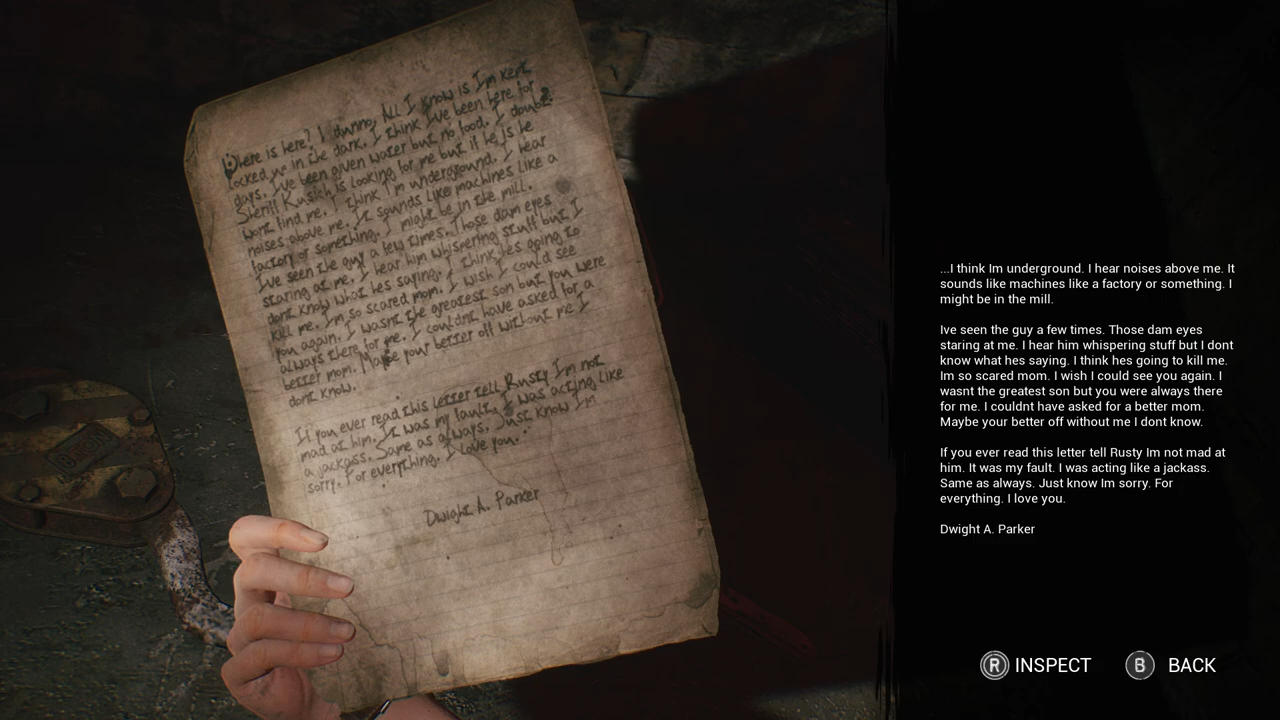 Where is here? I dunno, All I know is Im kept
locked up in the dark. I think Ive been here for 2
days. Ive been given water but no food. I doubt
Sheriff Rusich is looking for me but if he is he
wont find me. I think I'm underground. I hear
noises above me. It sounds like machines like a
factory or something. I might be in the mill.
Ive seen the guy a few times. Those dam eyes
staring at me. I hear him whispering stuff but I
dont know what hes saying. I think hes going to
kill me. Im so scared mom. I wish I could see
you again. I wasnt the greatest son but you were
always there for me. I couldnt have asked for a
better mom. Maybe your better off without me I
dont know.
If you ever read this letter tell Rusty Im not
mad at him. It was my fault, I was acting like
a jackass. Same as always. Just know Im
sorry. For everything. I love you.
Dwight A. Parker
...I think Im underground. I hear noises above me. It
sounds like machines like a factory or something. I
might be in the mill.
Ive seen the guy a few times. Those dam eyes
staring at me. I hear him whispering stuff but I dont
know what hes saying. I think hes going to kill me.
Im so scared mom. I wish I could see you again. I
wasnt the greatest son but you were always there
for me. I couldnt have asked for a better mom.
Maybe your better off without me I dont know.
If you ever read this letter tell Rusty Im not mad at
him. It was my fault. I was acting like a jackass.
Same as always. Just know Im sorry. For
everything. I love you.
Dwight A. Parker
R INSPECT
B BACK